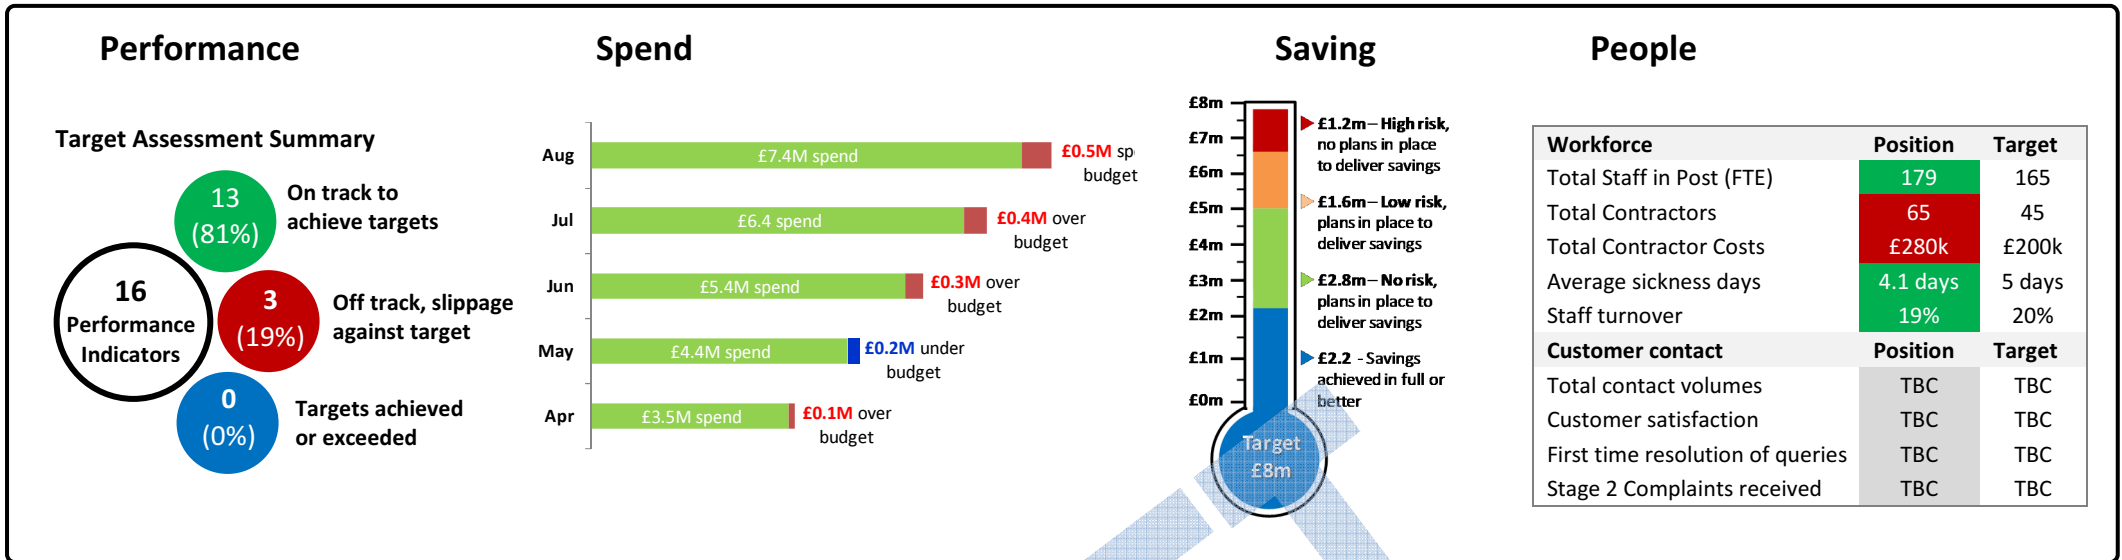 Performance
Target Assessment Summary
13
(81%)
On track to
achieve targets
16
Performance
Indicators
3
(19%)
Off track, slippage
against target
0
(0%)
Targets achieved
or exceeded
Spend
Aug
£7.4M spend
£0.5M
budget
Jul
£6.4 spend
£0.4M over
budget
Jun
£5.4M spend
£0.3M over
budget
May
£4.4M spend
£0.2M under
budget
Apr
£3.5M spend
£0.1M over
budget
Saving
£8m
£7m
£6m
£5m
£4m
£3m
£2m
£1m
£0m
£1.2m– High risk,
no plans in place
to deliver savings
£1.6m– Low risk,
plans in place to
deliver savings
£2.8m– No risk,
plans in place to
deliver savings
£2.2 - Savings
achieved in full or
better
Target
£8m
People
Workforce Position Target
Total Staff in Post (FTE) 179 165
Total Contractors 65 45
Total Contractor Costs £280k £200k
Average sickness days 4.1 days 5 days
Staff turnover 19% 20%
Customer contact Position Target
Total contact volumes TBC TBC
Customer satisfaction TBC TBC
First time resolution of queries TBC TBC
Stage 2 Complaints received TBC TBC